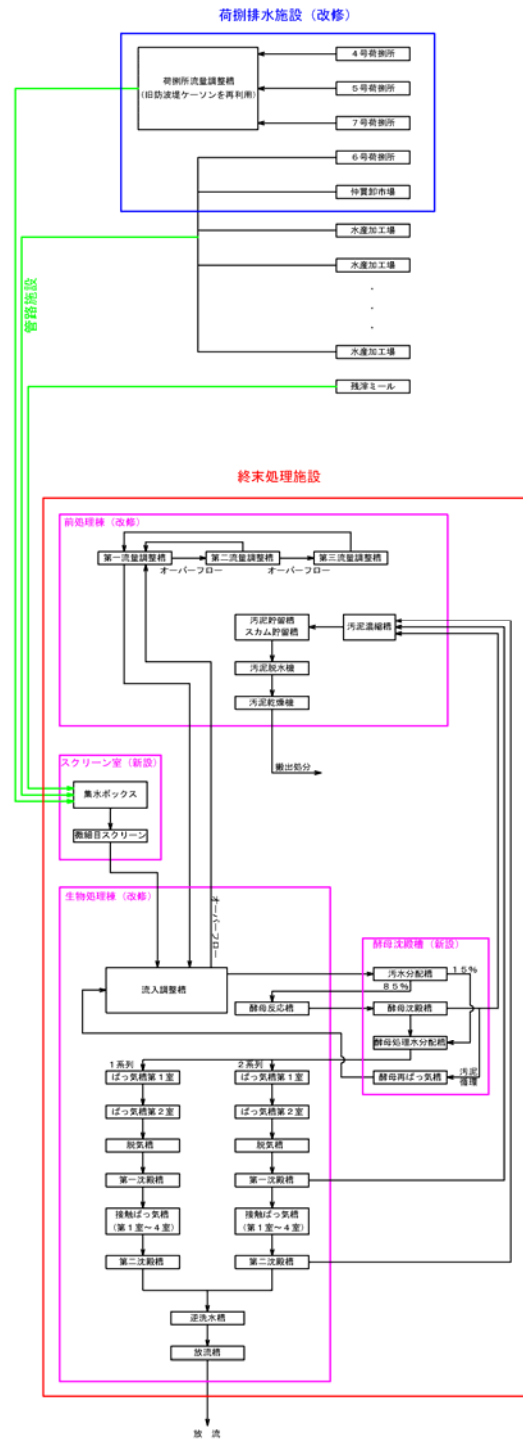 荷捌排水施設（改修）
荷捌所流量調整槽
(旧防波堤ケーソンを再利用)
４号荷捌所
５号荷捌所
７号荷捌所
６号荷捌所
仲買卸市場
水産加工場
水産加工場
・
・
・
水産加工場
残滓ミール
管路施設
終末処理施設
前処理棟（改修）
第一流量調整槽
第二流量調整槽
第三流量調整槽
オーバーフロー
オーバーフロー
汚泥貯留槽
スカム貯留槽
汚泥濃縮槽
汚泥脱水機
汚泥乾燥機
搬出処分
スクリーン室（新設）
集水ボックス
微細目スクリーン
生物処理棟（改修）
オーバーフロー
流入調整槽
酵母沈殿槽（新設）
汚水分配槽
１５％
８５％
酵母反応槽
酵母沈殿槽
酵母処理水分配槽
酵母再ばっ気槽
汚泥
循環
１系列
２系列
ばっ気槽第１室
ばっ気槽第１室
ばっ気槽第２室
ばっ気槽第２室
脱気槽
脱気槽
第一沈殿槽
第一沈殿槽
接触ばっ気槽
(第１室～４室)
接触ばっ気槽
(第１室～４室)
第二沈殿槽
第二沈殿槽
逆洗水槽
放流槽
放　流